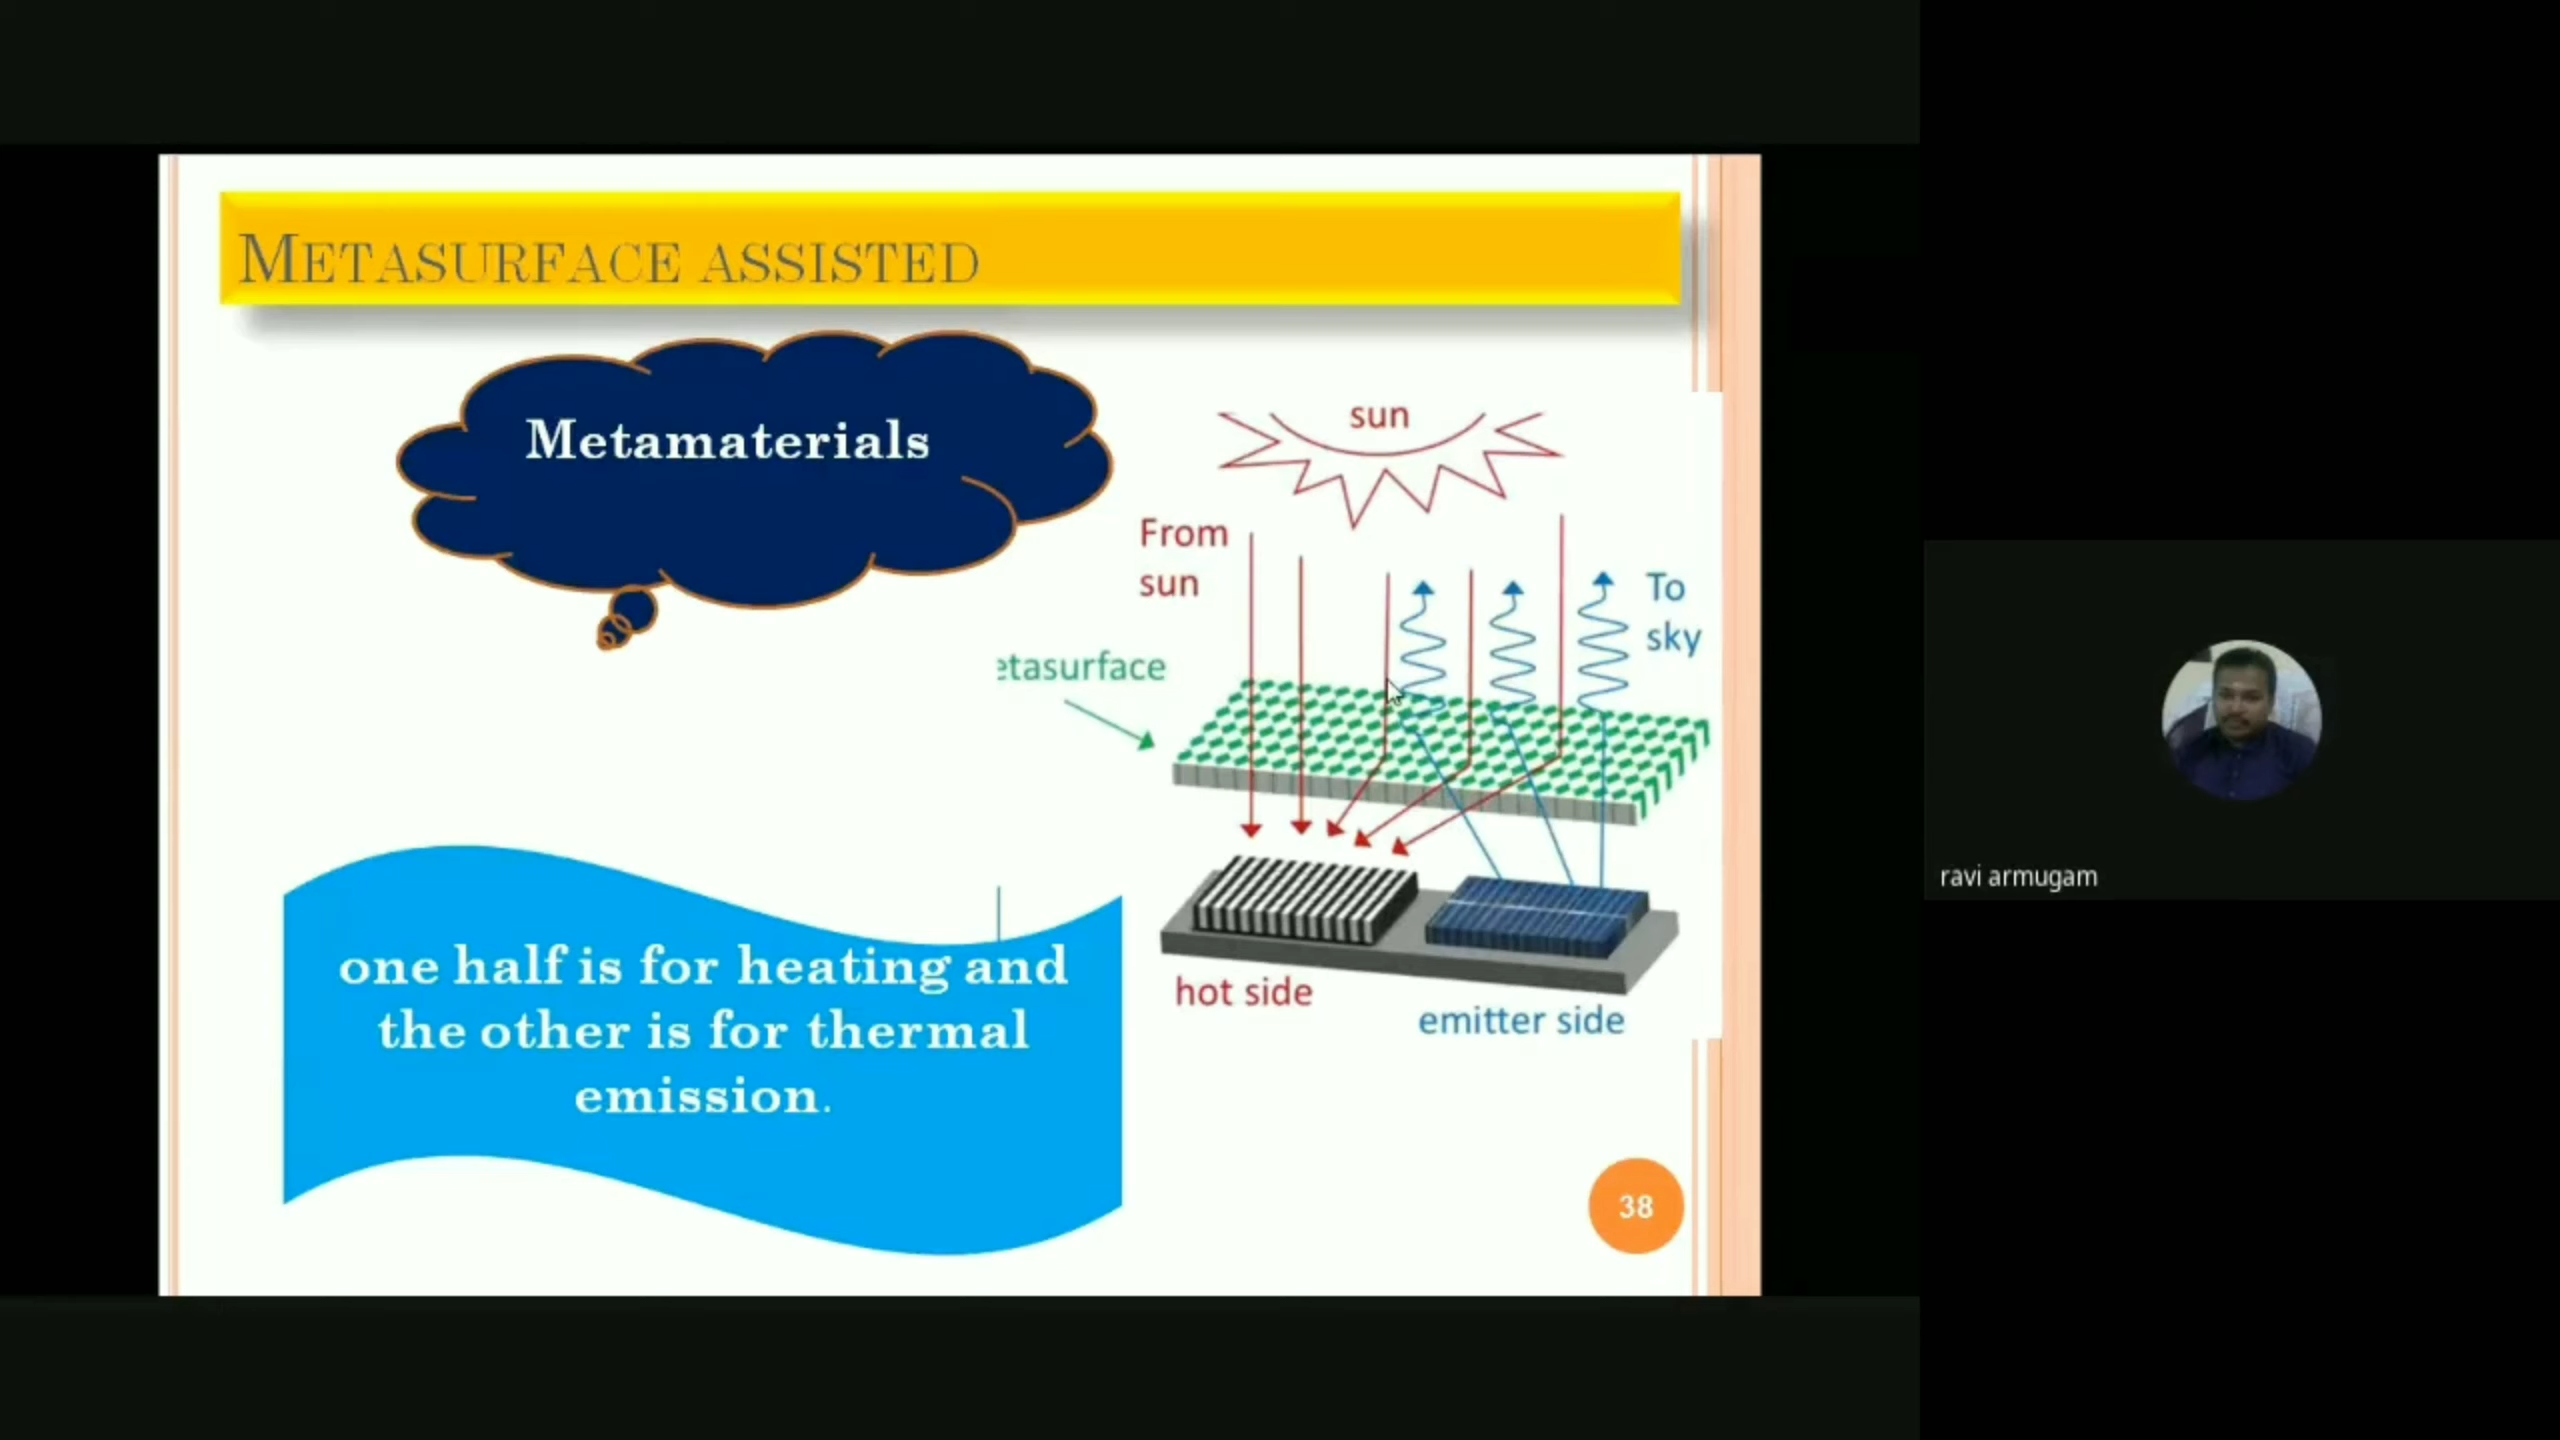 METASURFACE ASSISTED
Metamaterials
sun
From
sun
To
sky
etasurface
one half is for heating and
the other is for thermal
emission.
hot side
emitter side
38
ravi armugam